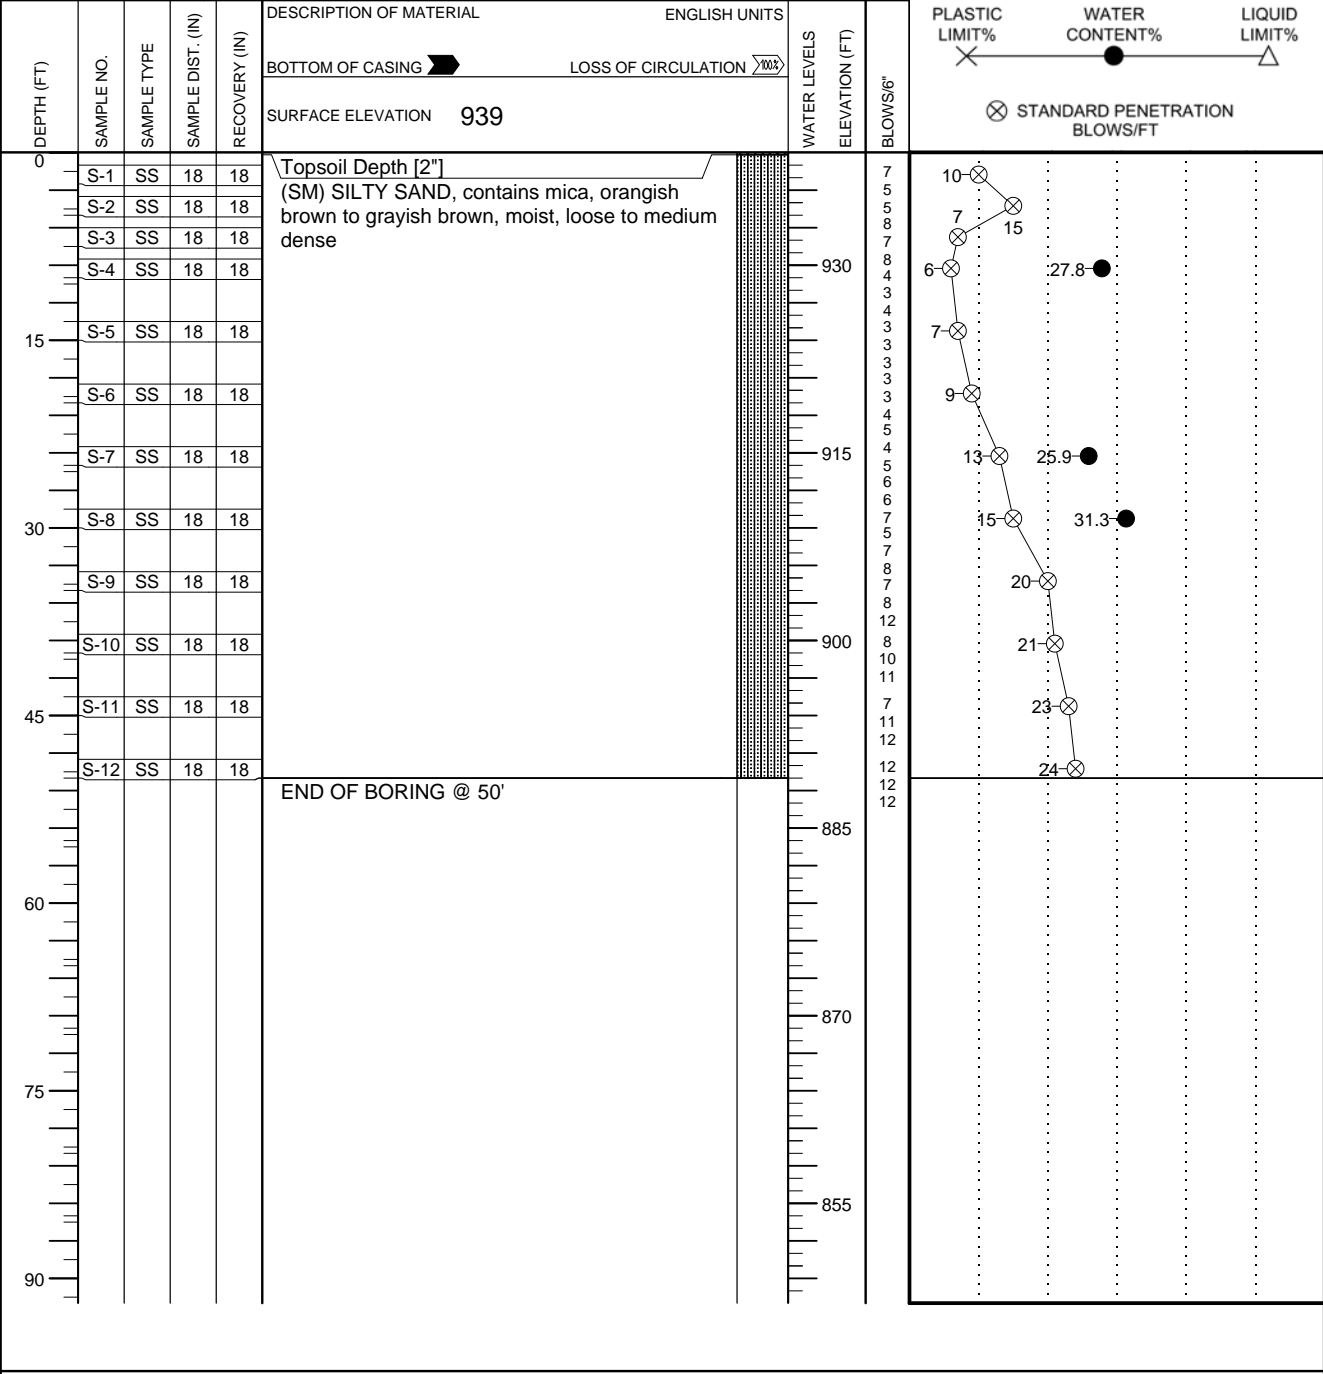 DEPTH (FT)
SAMPLE NO.
SAMPLE TYPE
SAMPLE DIST. (IN)
RECOVERY (IN)
DESCRIPTION OF MATERIAL ENGLISH UNITS
BOTTOM OF CASING LOSS OF CIRCULATION 100%
SURFACE ELEVATION 939
WATER LEVELS
ELEVATION (FT)
BLOWS/6"
PLASTIC LIMIT%
WATER CONTENT%
LIQUID LIMIT%
STANDARD PENETRATION
BLOWS/FT
0
15
30
45
60
75
90
S-1 SS 18 18
S-2 SS 18 18
S-3 SS 18 18
S-4 SS 18 18
S-5 SS 18 18
S-6 SS 18 18
S-7 SS 18 18
S-8 SS 18 18
S-9 SS 18 18
S-10 SS 18 18
S-11 SS 18 18
S-12 SS 18 18
Topsoil Depth [2"]
(SM) SILTY SAND, contains mica, orangish
brown to grayish brown, moist, loose to medium
dense
END OF BORING @ 50'
930
915
900
885
870
855
7
5
5
8
7
8
4
3
4
3
3
3
3
3
4
5
4
5
6
6
7
5
7
8
7
8
12
8
10
11
7
11
12
12
12
12
10
15
7
6
27.8
7
9
13
25.9
15
31.3
20
21
23
24